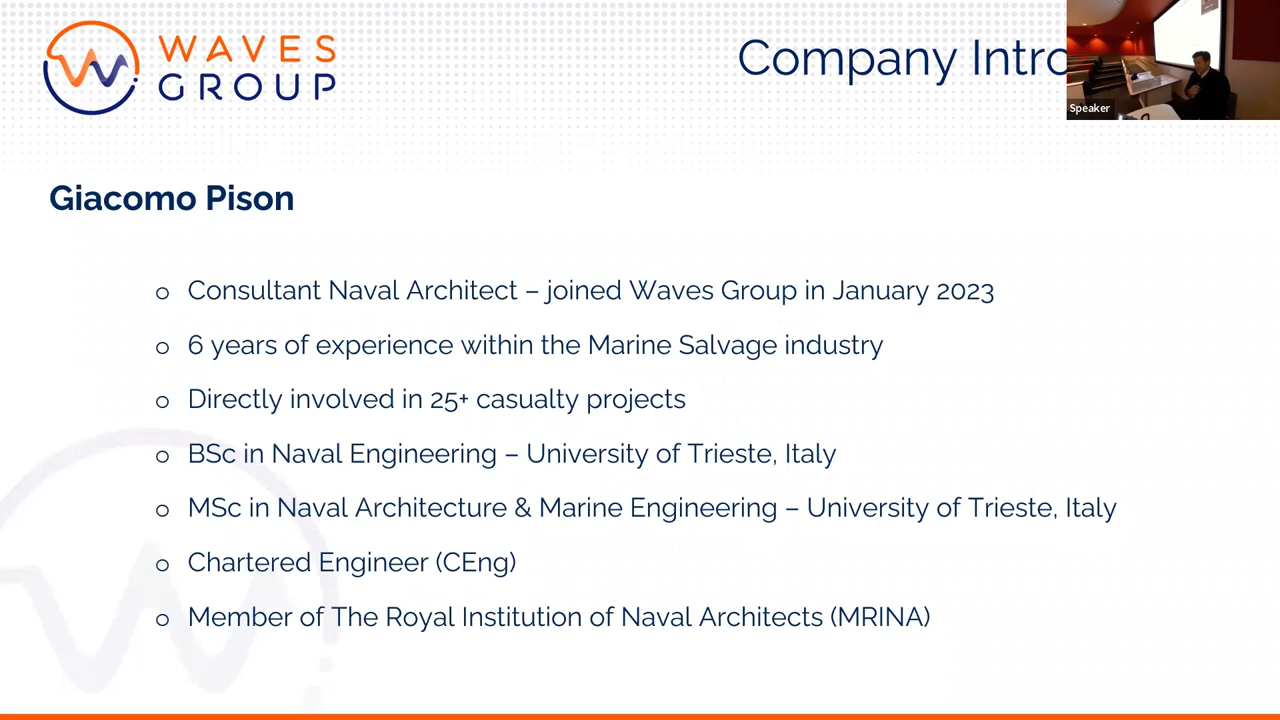 WAVES
GROUP
Company Intro
Speaker
Giacomo Pison
o Consultant Naval Architect – joined Waves Group in January 2023
o 6 years of experience within the Marine Salvage industry
o Directly involved in 25+ casualty projects
o BSc in Naval Engineering – University of Trieste, Italy
o MSc in Naval Architecture & Marine Engineering – University of Trieste, Italy
o Chartered Engineer (CEng)
o Member of The Royal Institution of Naval Architects (MRINA)